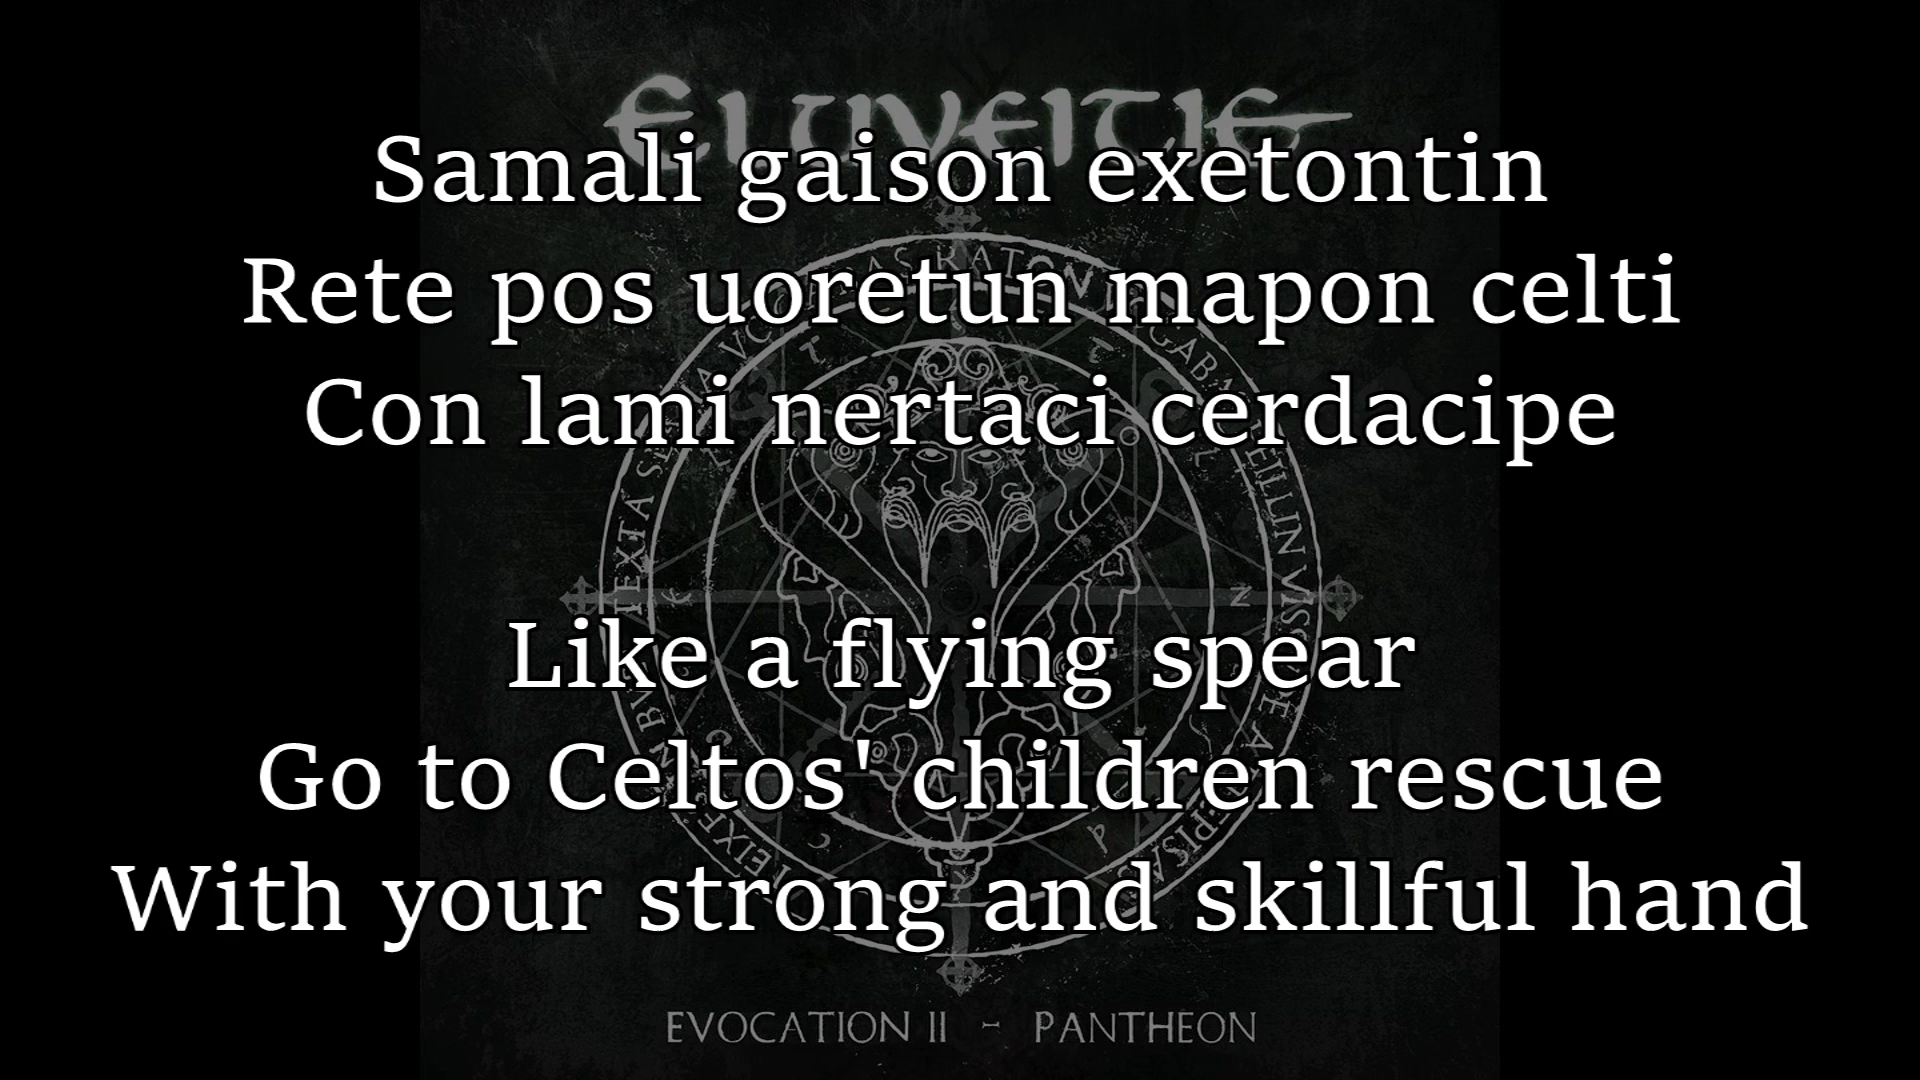 ELUVEITIE
Samali gaison exetontin
Rete pos uoretun mapon celti
Con lami nertaci cerdacipe
Like a flying spear
Go to Celtos' children rescue
With your strong and skillful hand
EVOCATION II - PANTHEON